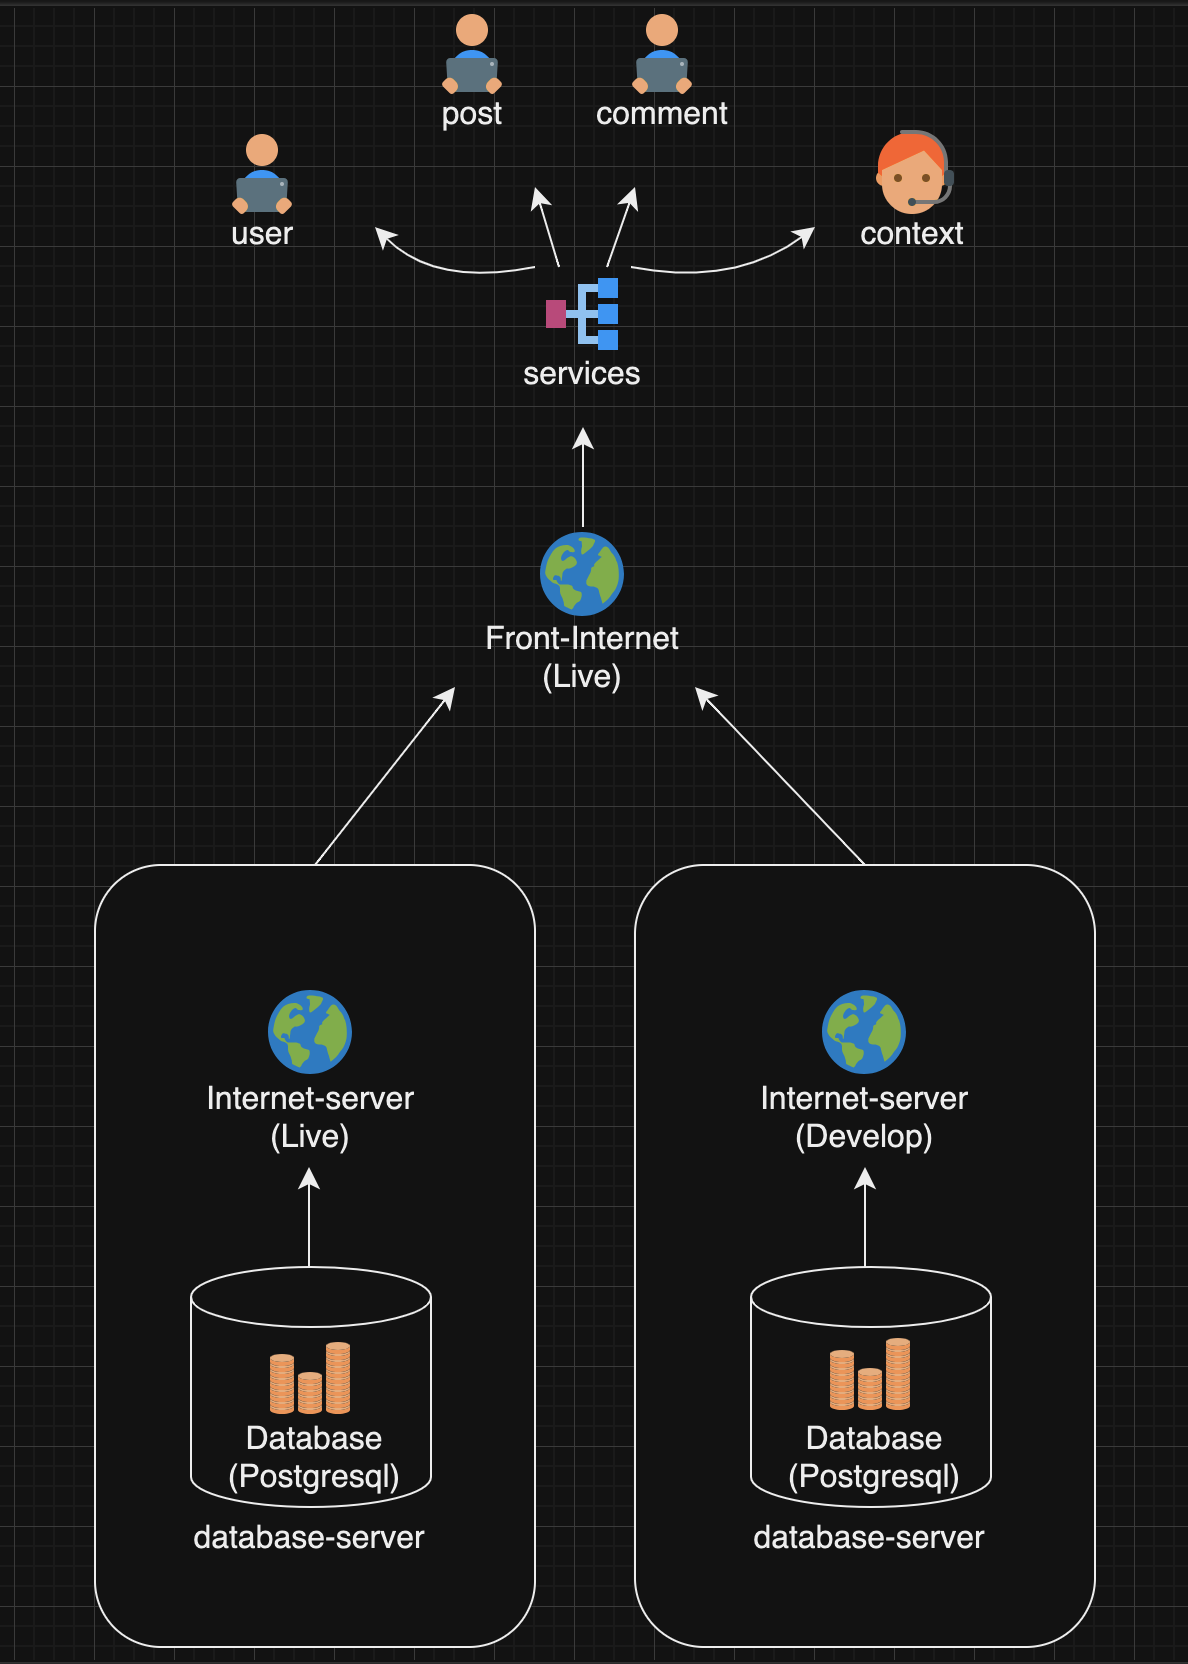 post
comment
user
context
services
Front-Internet
(Live)
Internet-server
(Live)
Internet-server
(Develop)
Database
(Postgresql)
Database
(Postgresql)
database-server
database-server